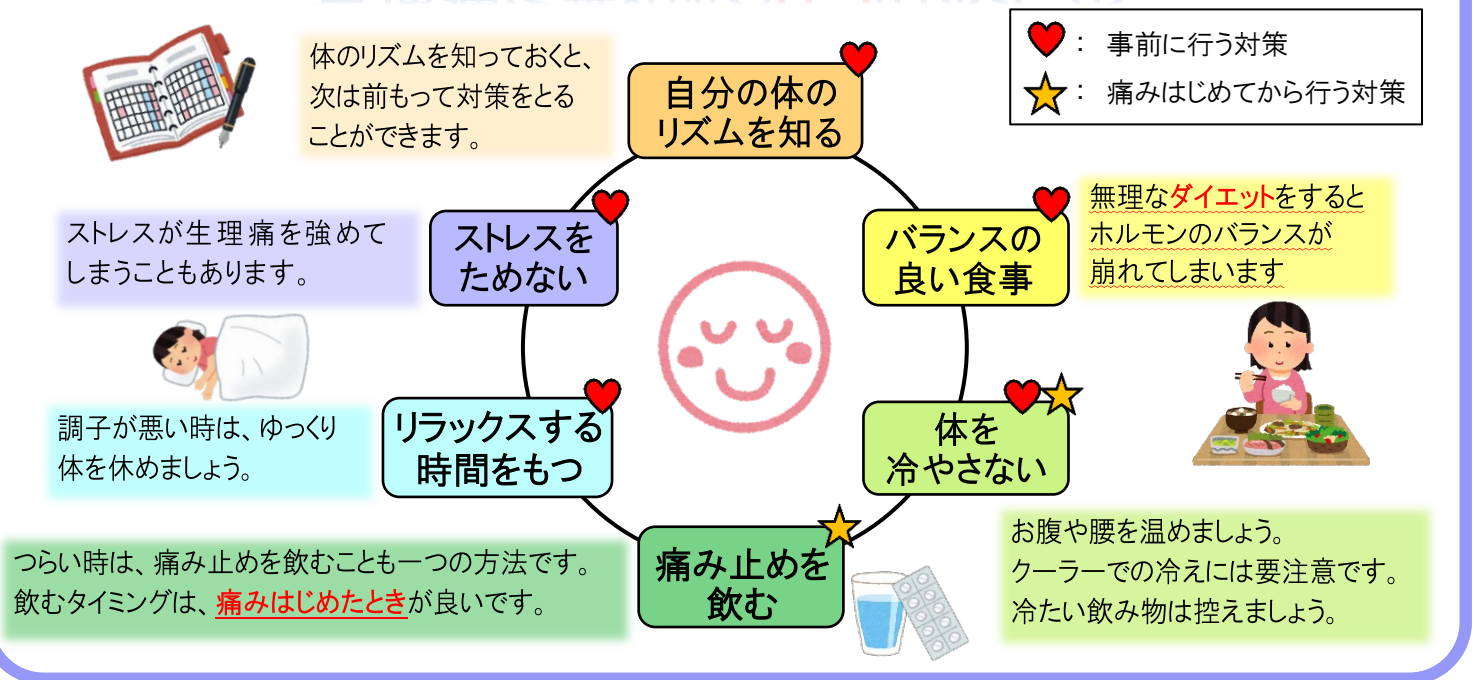 ♥： 事前に行う対策
★： 痛みはじめてから行う対策
体のリズムを知っておくと、
次は前もって対策をとる
ことができます。
自分の体の
リズムを知る
ストレスが生理痛を強めて
しまうこともあります。
ストレスを
ためない
バランスの
良い食事
無理なダイエットをすると
ホルモンのバランスが
崩れてしまいます
調子が悪い時は、ゆっくり
体を休めましょう。
リラックスする
時間をもつ
体を
冷やさない
お腹や腰を温めましょう。
クーラーでの冷えには要注意です。
冷たい飲み物は控えましょう。
つらい時は、痛み止めを飲むことも一つの方法です。
飲むタイミングは、痛みはじめたときが良いです。
痛み止めを
飲む